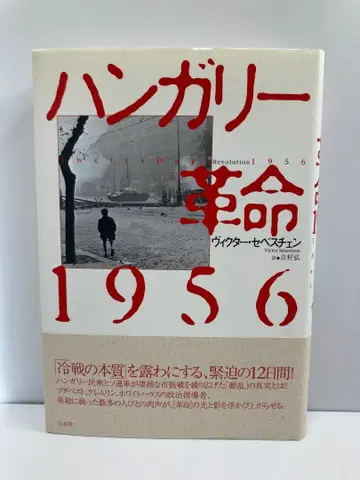 ハンガリー
Twelve Days Revolution 1956
革命
ヴィクター・セベスチェン
Victor Sebestyen
訳◆吉村弘
1956
「冷戦の本質」を露わにする、緊迫の12日間!
ハンガリー民衆とソ連軍が凄絶な市街戦を繰り広げた「動乱」の真実とは?
ブダペスト、クレムリン、ホワイトハウスの政治指導者、
勇敢に戦った数多の人びとの肉声が、「革命」の光と影を浮かび上がらせる。
白水社